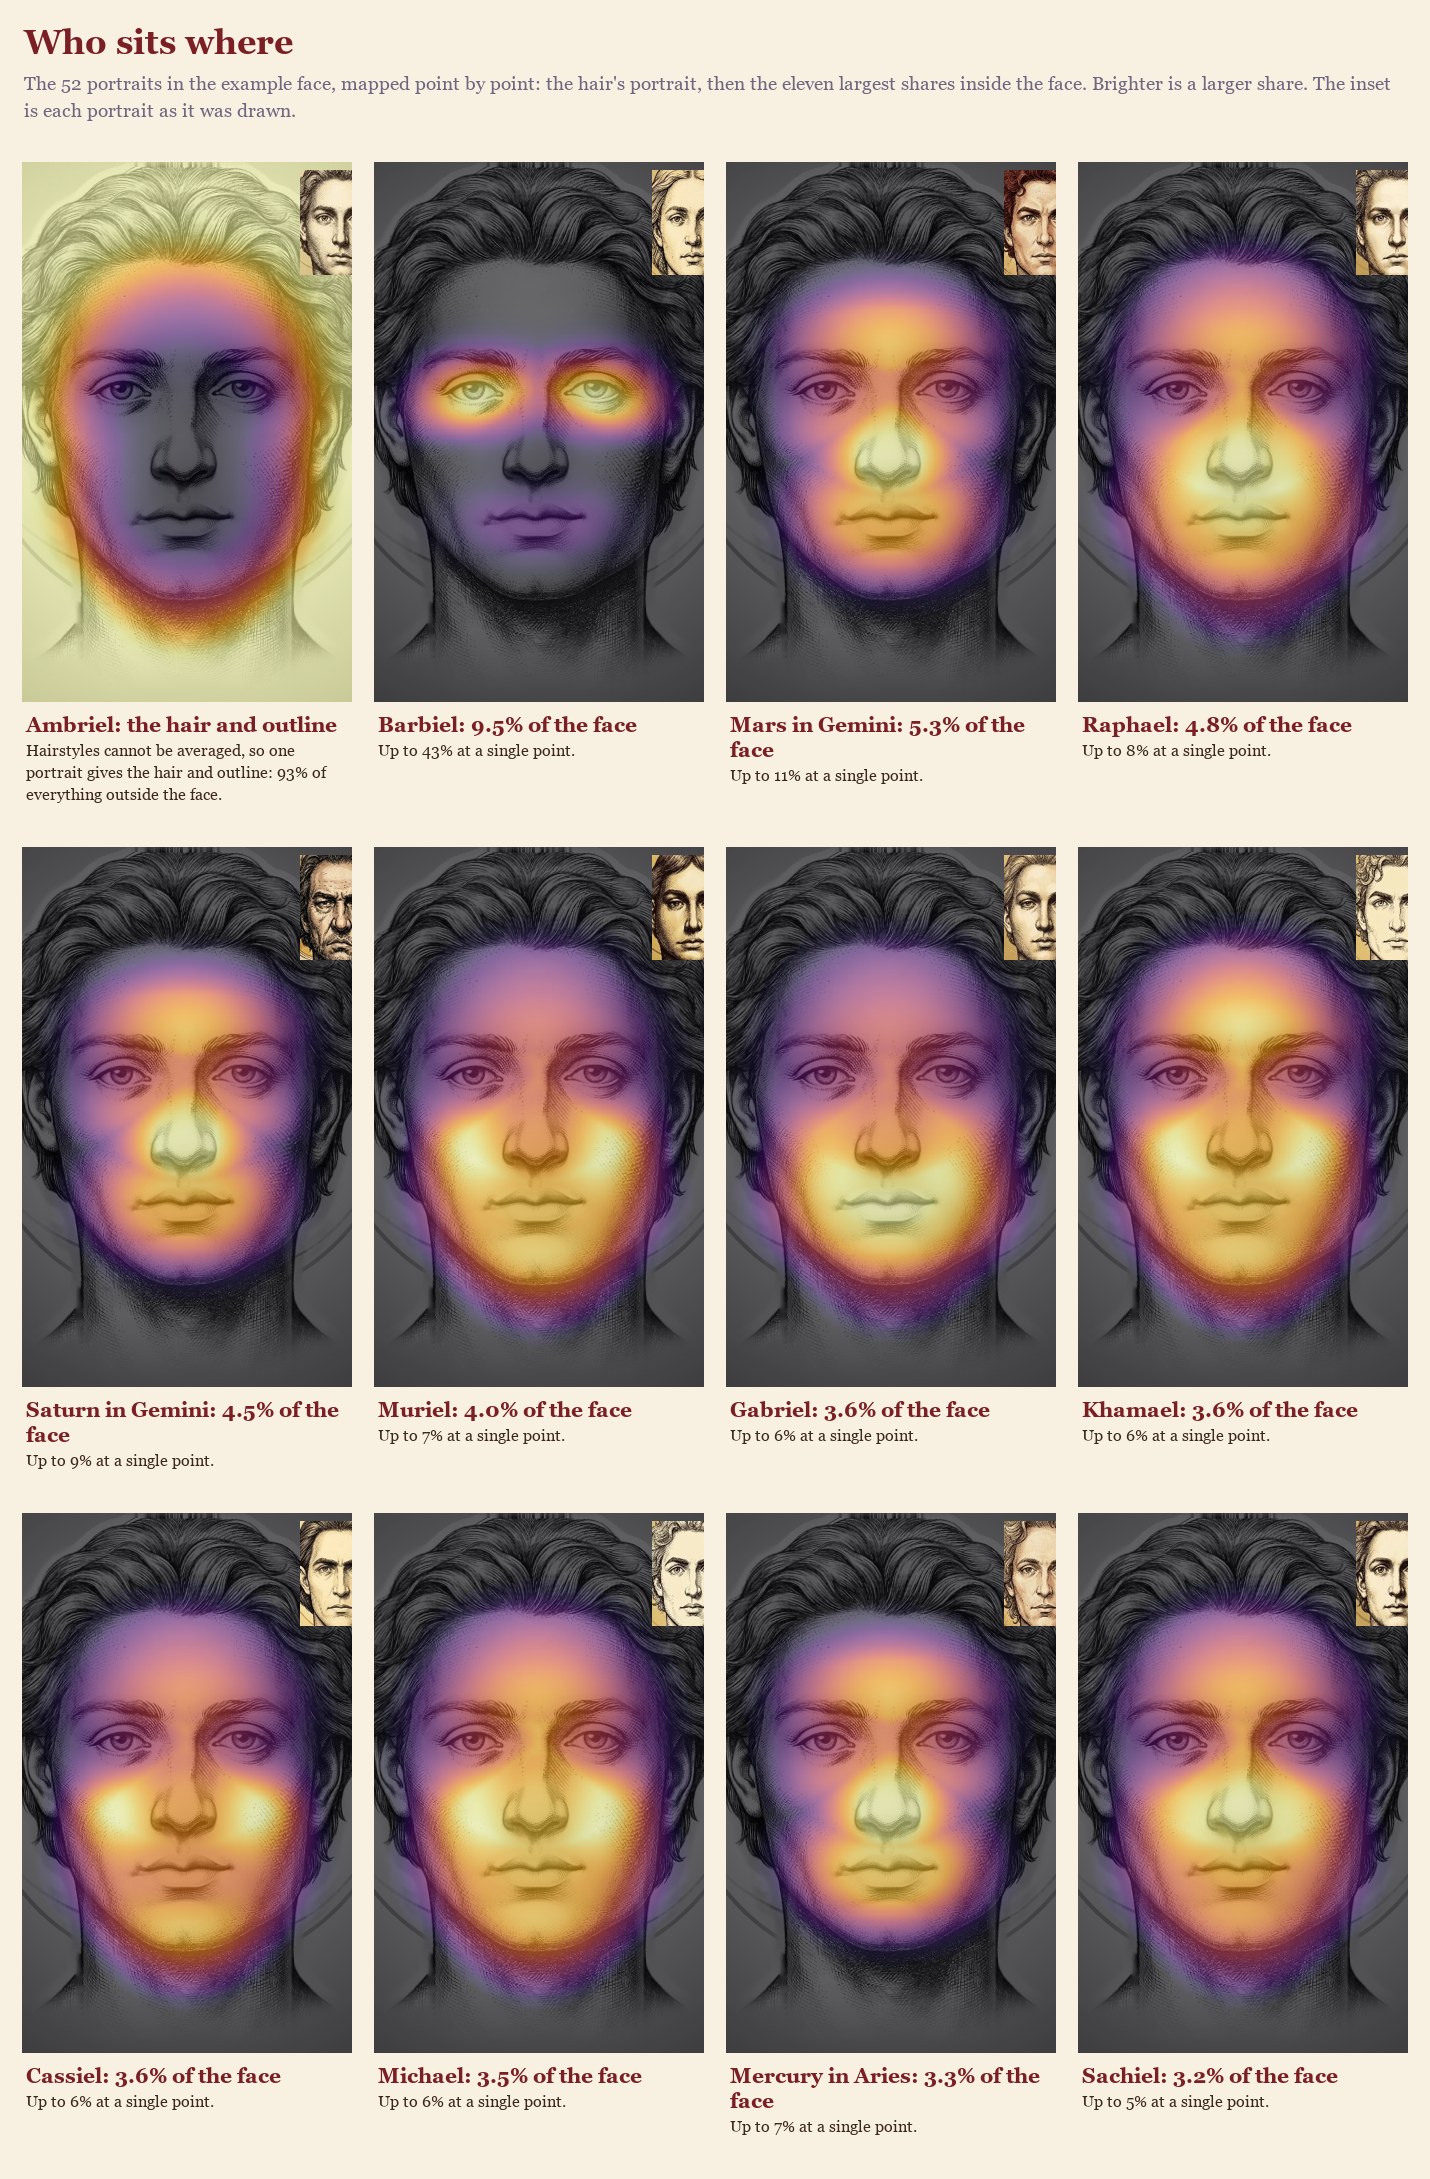 Who sits where
The 52 portraits in the example face, mapped point by point: the hair's portrait, then the eleven largest shares inside the face. Brighter is a larger share. The inset
is each portrait as it was drawn.
Ambriel: the hair and outline
Hairstyles cannot be averaged, so one
portrait gives the hair and outline: 93% of
everything outside the face.
Barbiel: 9.5% of the face
Up to 43% at a single point.
Mars in Gemini: 5.3% of the
face
Up to 11% at a single point.
Raphael: 4.8% of the face
Up to 8% at a single point.
Saturn in Gemini: 4.5% of the
face
Up to 9% at a single point.
Muriel: 4.0% of the face
Up to 7% at a single point.
Gabriel: 3.6% of the face
Up to 6% at a single point.
Khamael: 3.6% of the face
Up to 6% at a single point.
Cassiel: 3.6% of the face
Up to 6% at a single point.
Michael: 3.5% of the face
Up to 6% at a single point.
Mercury in Aries: 3.3% of the
face
Up to 7% at a single point.
Sachiel: 3.2% of the face
Up to 5% at a single point.